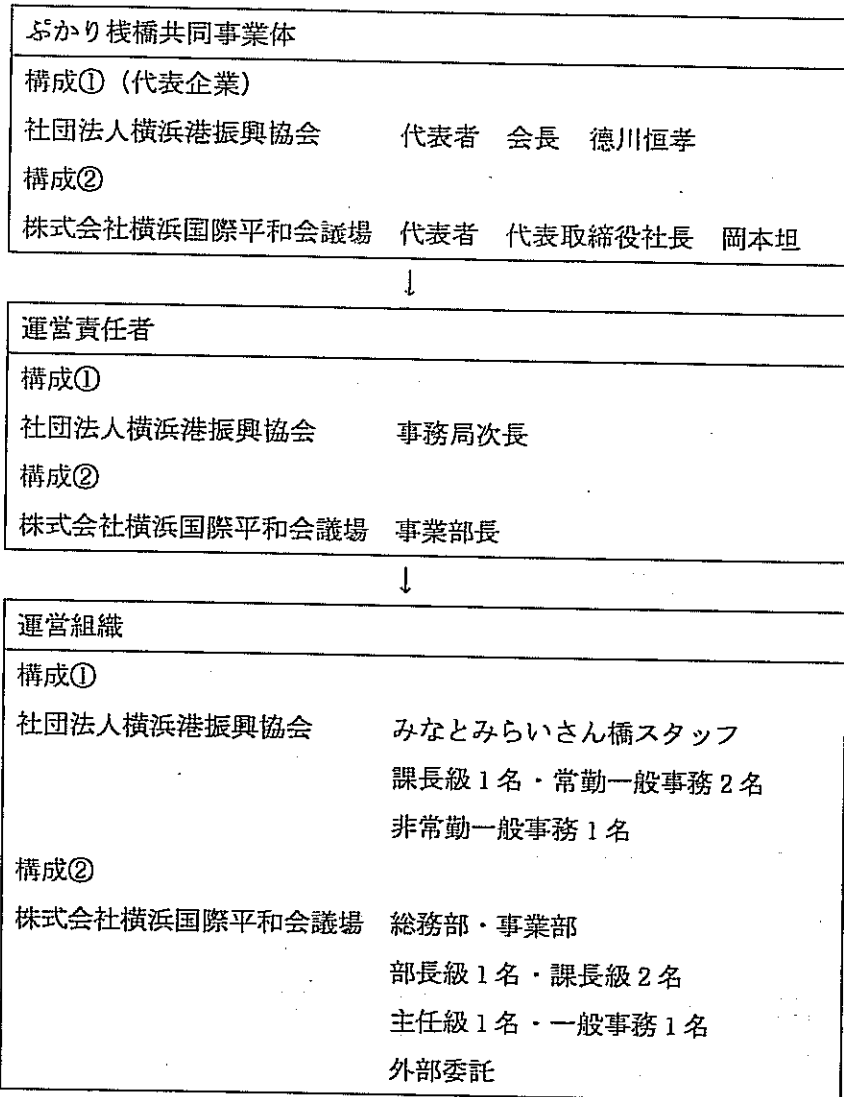 ぷかり桟橋共同事業体
構成①（代表企業）
社団法人横浜港振興協会　代表者　会長　德川恒孝
構成②
株式会社横浜国際平和会議場　代表者　代表取締役社長　岡本坦
↓
運営責任者
構成①
社団法人横浜港振興協会　事務局次長
構成②
株式会社横浜国際平和会議場　事業部長
↓
運営組織
構成①
社団法人横浜港振興協会　みなとみらいさん橋スタッフ
課長級１名・常勤一般事務２名
非常勤一般事務１名
構成②
株式会社横浜国際平和会議場　総務部・事業部
部長級１名・課長級２名
主任級１名・一般事務１名
外部委託